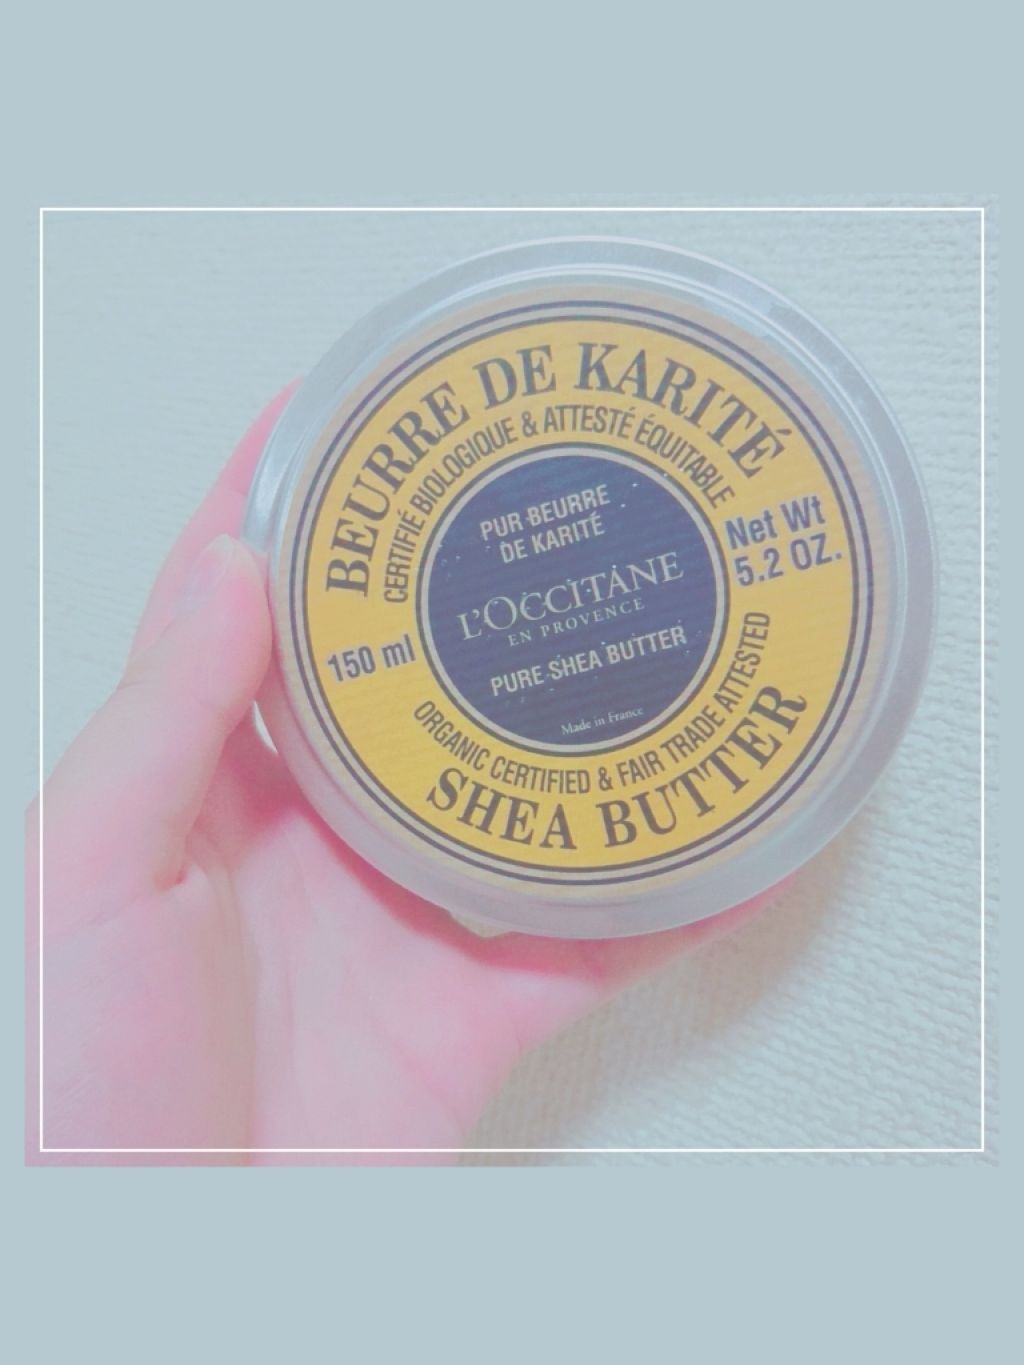 BEURRE DE KARITÉ
CERTIFIÉ BIOLOGIQUE & ATTESTÉ ÉQUITABLE
PUR BEURRE
DE KARITÉ
L'OCCITANE
EN PROVENCE
PURE SHEA BUTTER
Made in France
150 ml
Net Wt
5.2 OZ.
ORGANIC CERTIFIED & FAIR TRADE ATTESTED
SHEA BUTTER